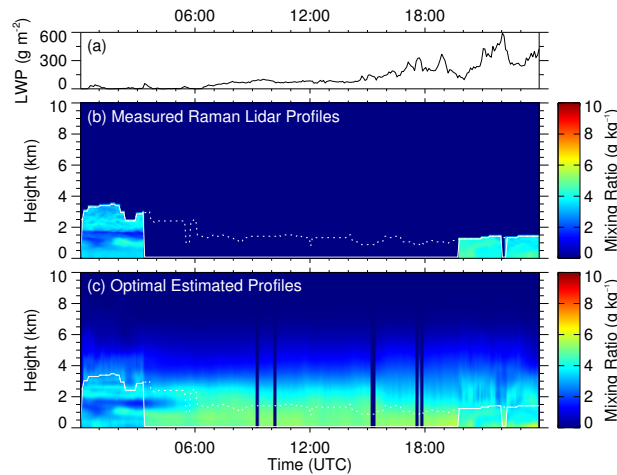 06:00 12:00 18:00
600
300
0
LWP (g m⁻²)
(a)
10
8
6
4
2
0
Height (km)
(b) Measured Raman Lidar Profiles
10
8
6
4
2
0
Mixing Ratio (g kg⁻¹)
10
8
6
4
2
0
Height (km)
(c) Optimal Estimated Profiles
10
8
6
4
2
0
Mixing Ratio (g kg⁻¹)
06:00 12:00 18:00
Time (UTC)